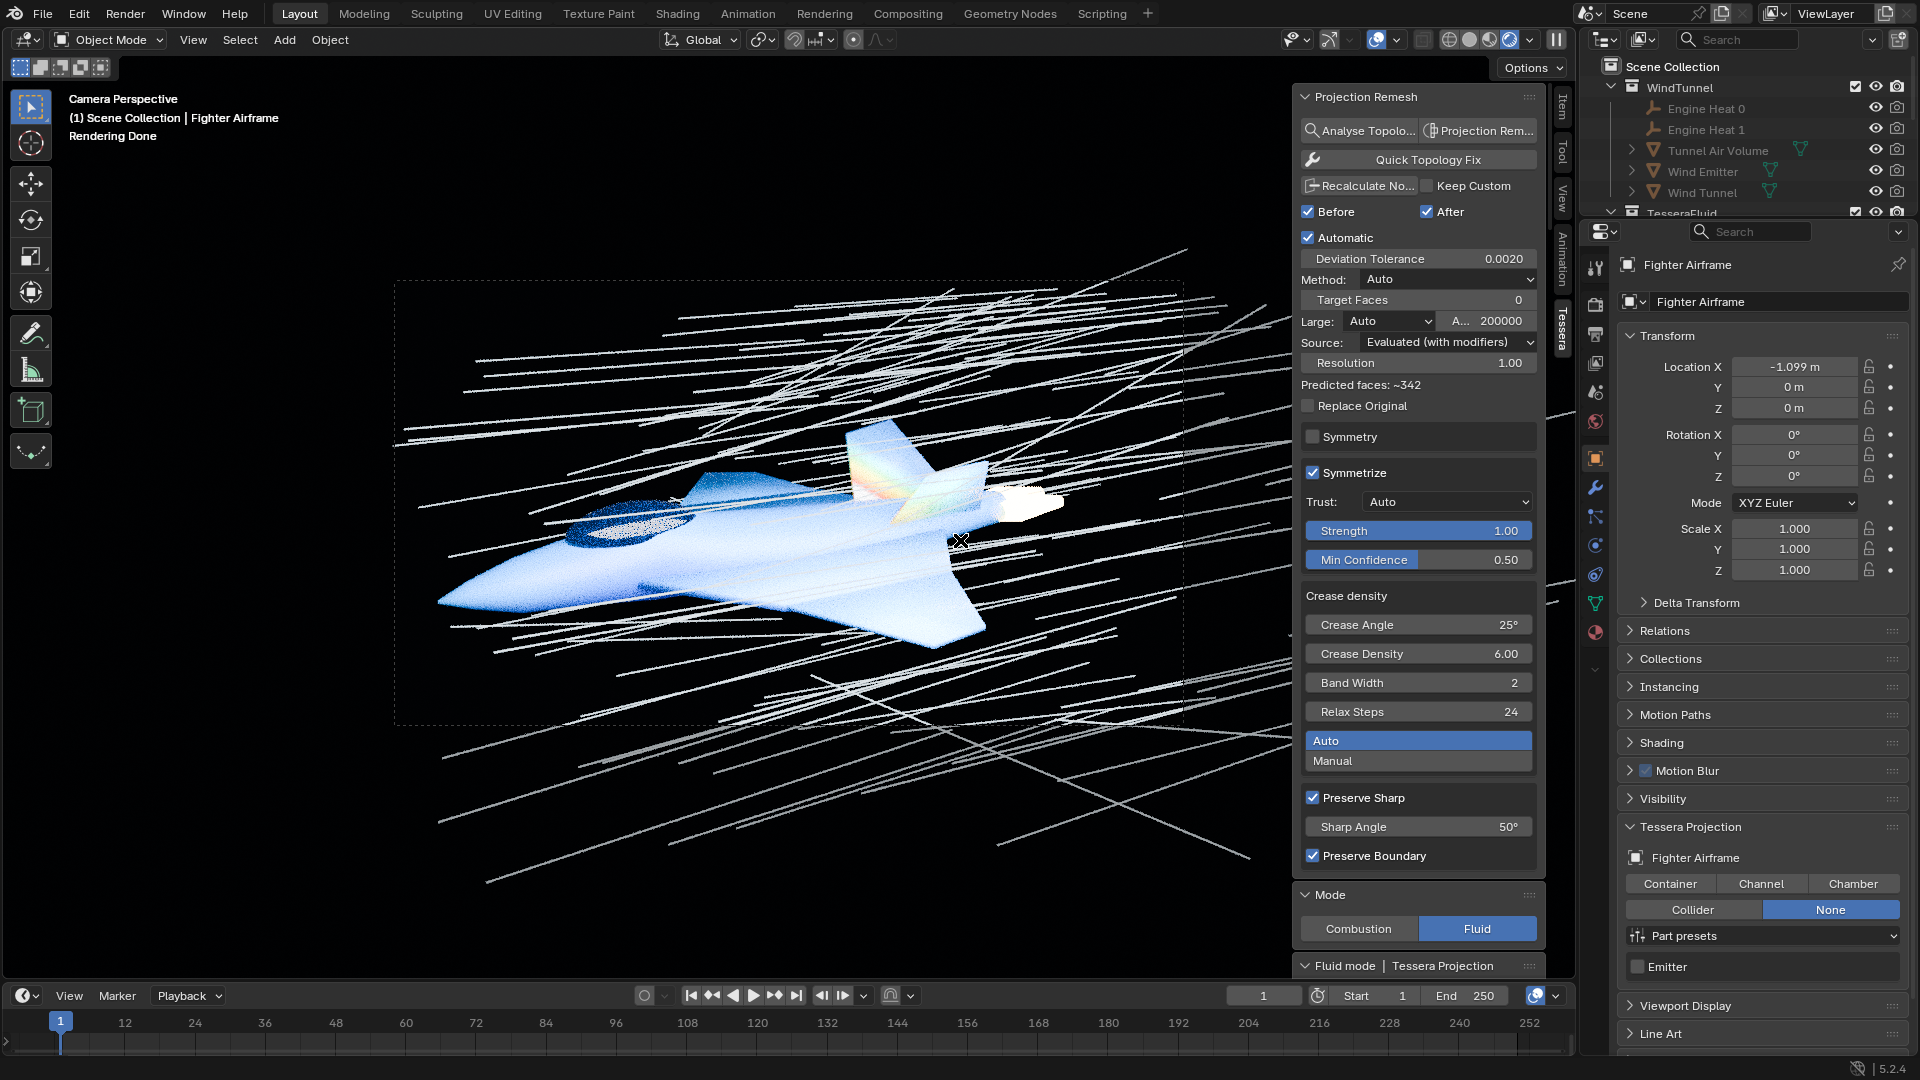 File Edit Render Window Help
Layout Modeling Sculpting UV Editing Texture Paint Shading Animation Rendering Compositing Geometry Nodes Scripting
Scene
ViewLayer
Object Mode View Select Add Object
Global
Options
Search
Camera Perspective
(1) Scene Collection | Fighter Airframe
Rendering Done
Projection Remesh
Analyse Topolo... Projection Rem...
Quick Topology Fix
Recalculate No... Keep Custom
Before After
Automatic
Deviation Tolerance 0.0020
Method: Auto
Target Faces 0
Large: Auto A... 200000
Source: Evaluated (with modifiers)
Resolution 1.00
Predicted faces: ~342
Replace Original
Symmetry
Symmetrize
Trust: Auto
Strength 1.00
Min Confidence 0.50
Crease density
Crease Angle 25°
Crease Density 6.00
Band Width 2
Relax Steps 24
Auto
Manual
Preserve Sharp
Sharp Angle 50°
Preserve Boundary
Mode
Combustion Fluid
Fluid mode | Tessera Projection
Item
Tool
View
Animation
Tessera
Scene Collection
WindTunnel
Engine Heat 0
Engine Heat 1
Tunnel Air Volume
Wind Emitter
Wind Tunnel
TesseraFluid
Search
Fighter Airframe
Fighter Airframe
Transform
Location X -1.099 m
Y 0 m
Z 0 m
Rotation X 0°
Y 0°
Z 0°
Mode XYZ Euler
Scale X 1.000
Y 1.000
Z 1.000
Delta Transform
Relations
Collections
Instancing
Motion Paths
Shading
Motion Blur
Visibility
Tessera Projection
Fighter Airframe
Container Channel Chamber
Collider None
Part presets
Emitter
Viewport Display
Line Art
View Marker Playback
1 Start 1 End 250
1 12 24 36 48 60 72 84 96 108 120 132 144 156 168 180 192 204 216 228 240 252
5.2.4